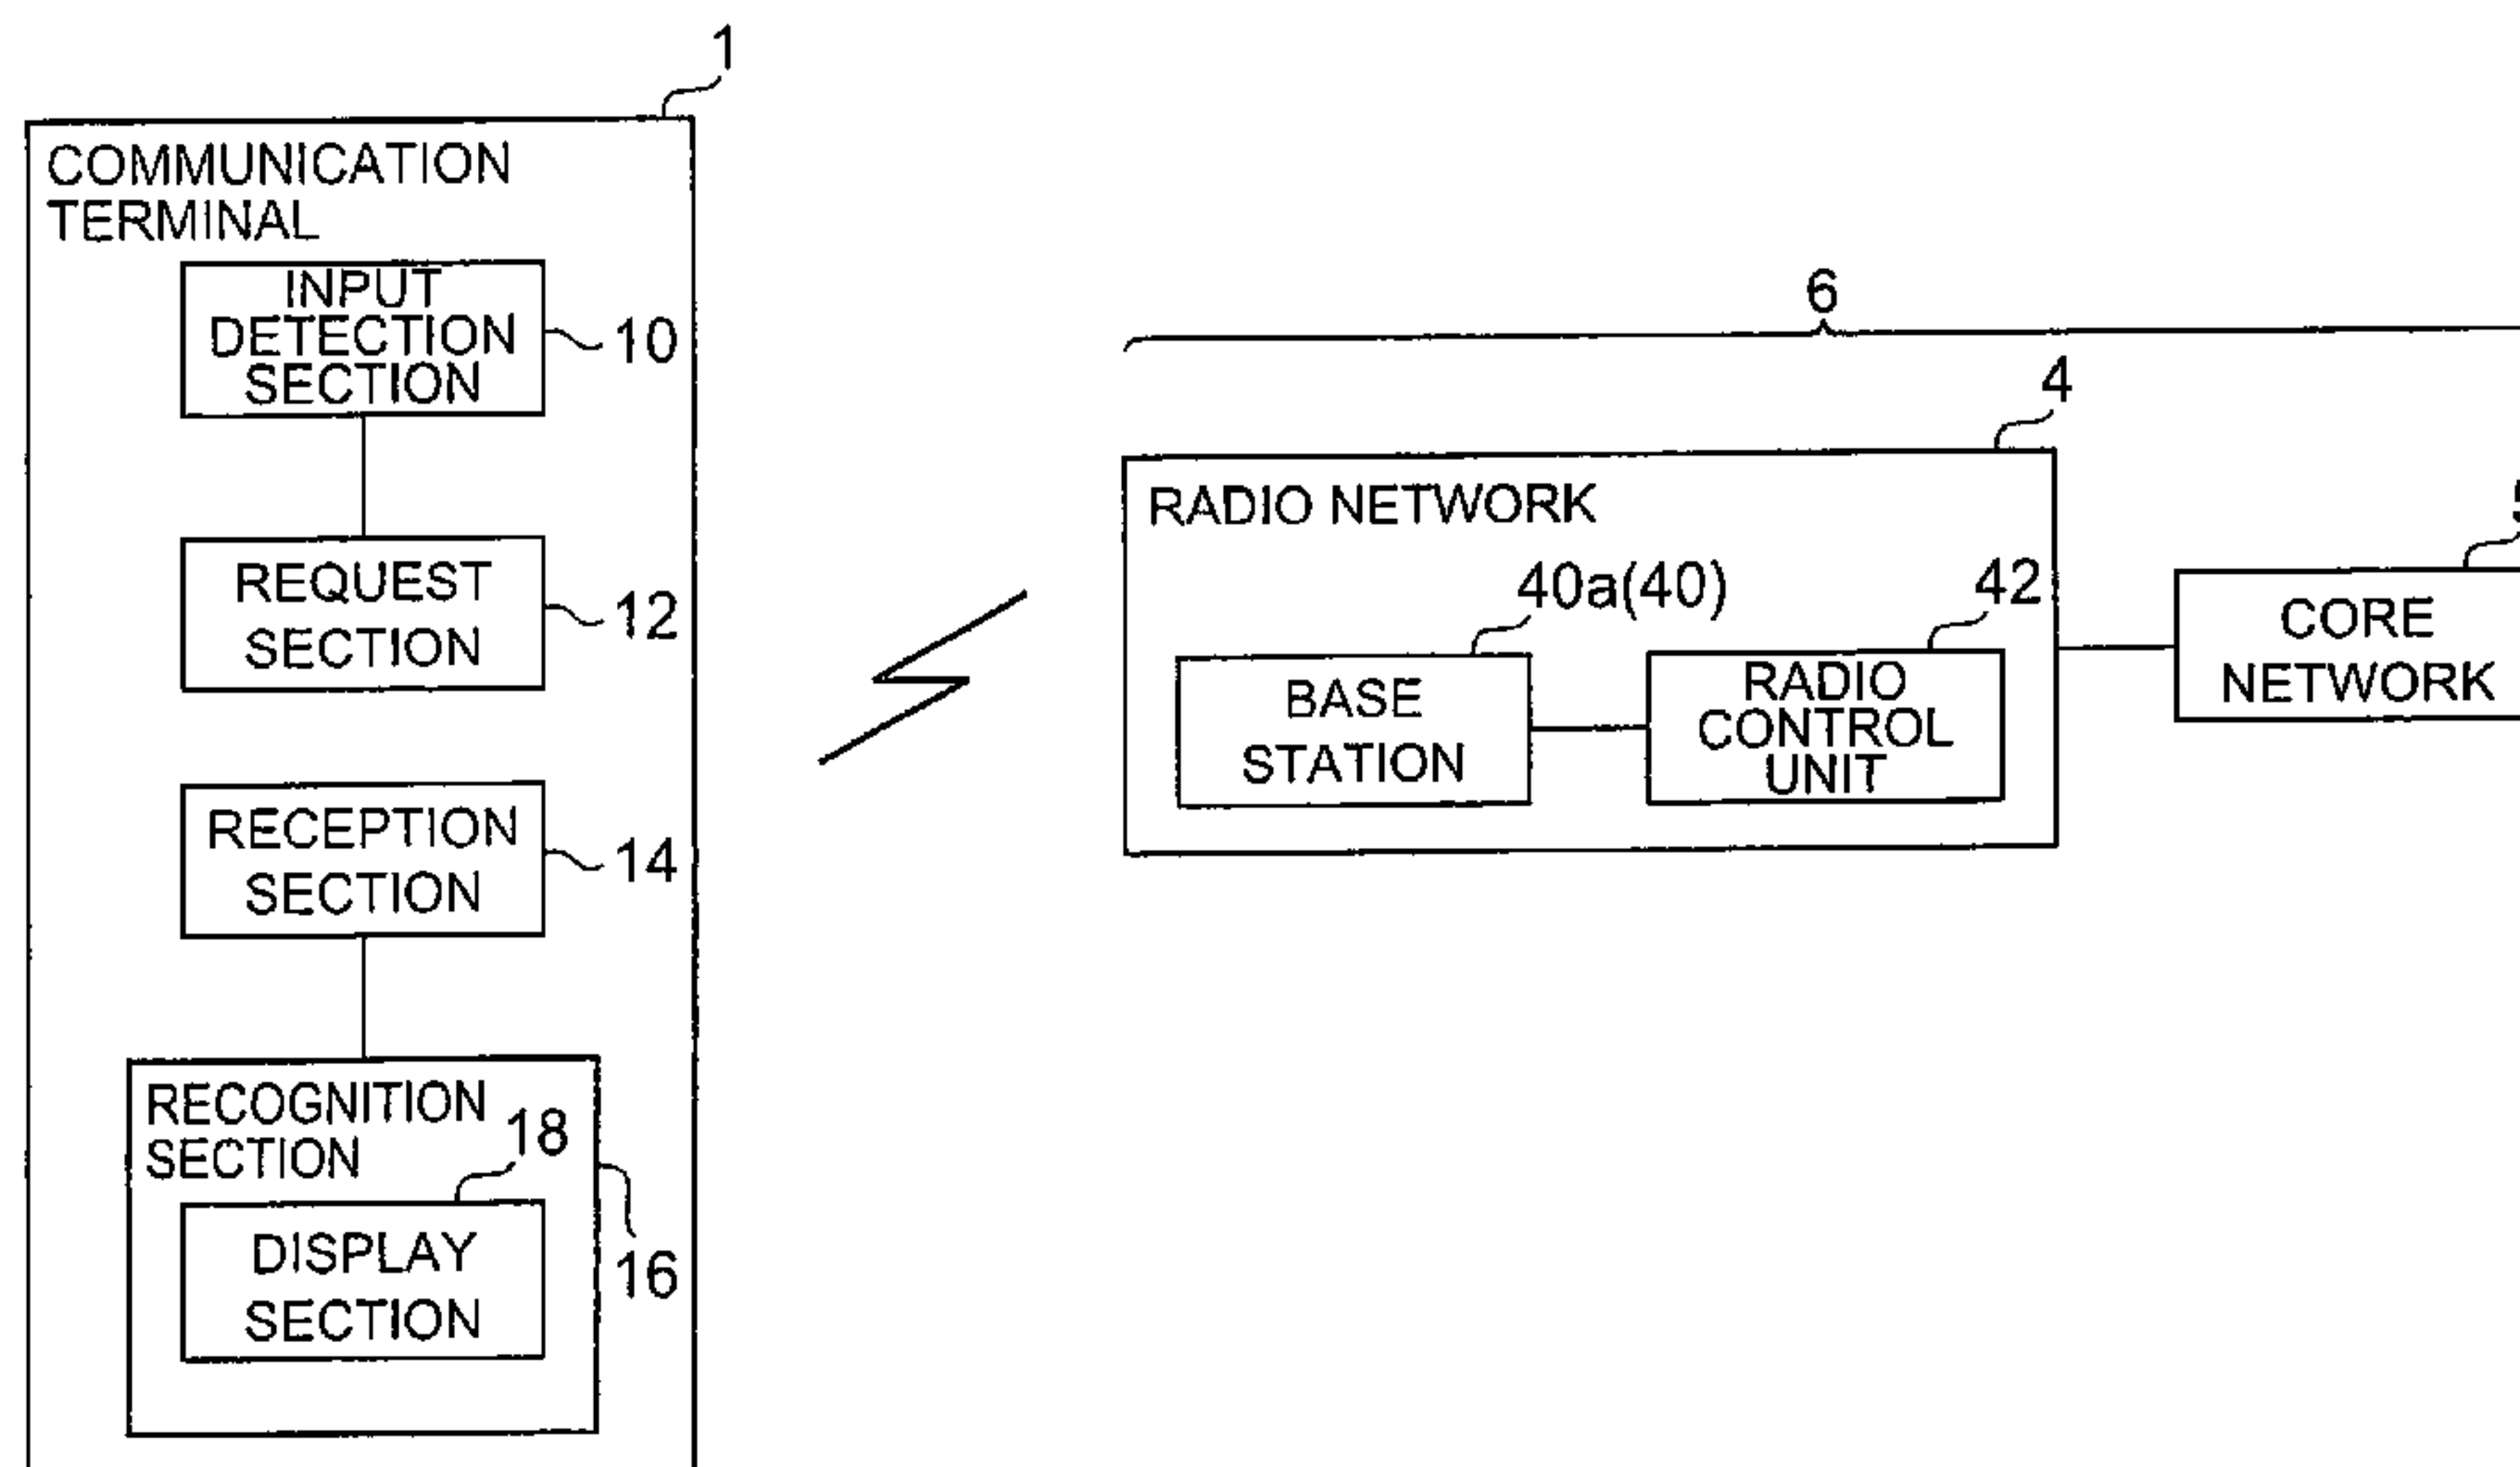 1
COMMUNICATION
TERMINAL
INPUT
DETECTION
SECTION
10
REQUEST
SECTION
12
RECEPTION
SECTION
14
RECOGNITION
SECTION
18
DISPLAY
SECTION
16
6
4
RADIO NETWORK
40a(40)
42
BASE
STATION
RADIO
CONTROL
UNIT
CORE
NETWORK